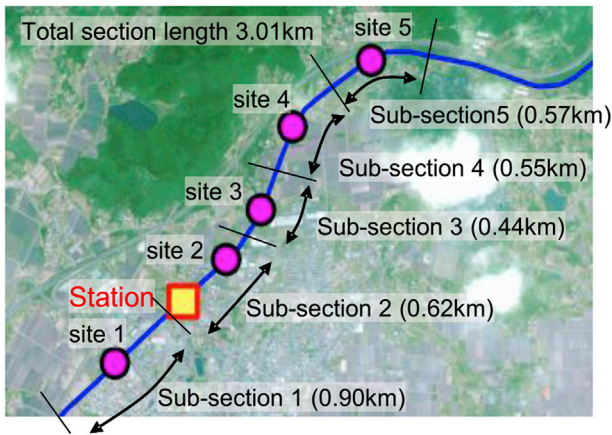 Total section length 3.01km
site 5
site 4
Sub-section5 (0.57km)
Sub-section 4 (0.55km)
site 3
Sub-section 3 (0.44km)
site 2
Station
Sub-section 2 (0.62km)
site 1
Sub-section 1 (0.90km)